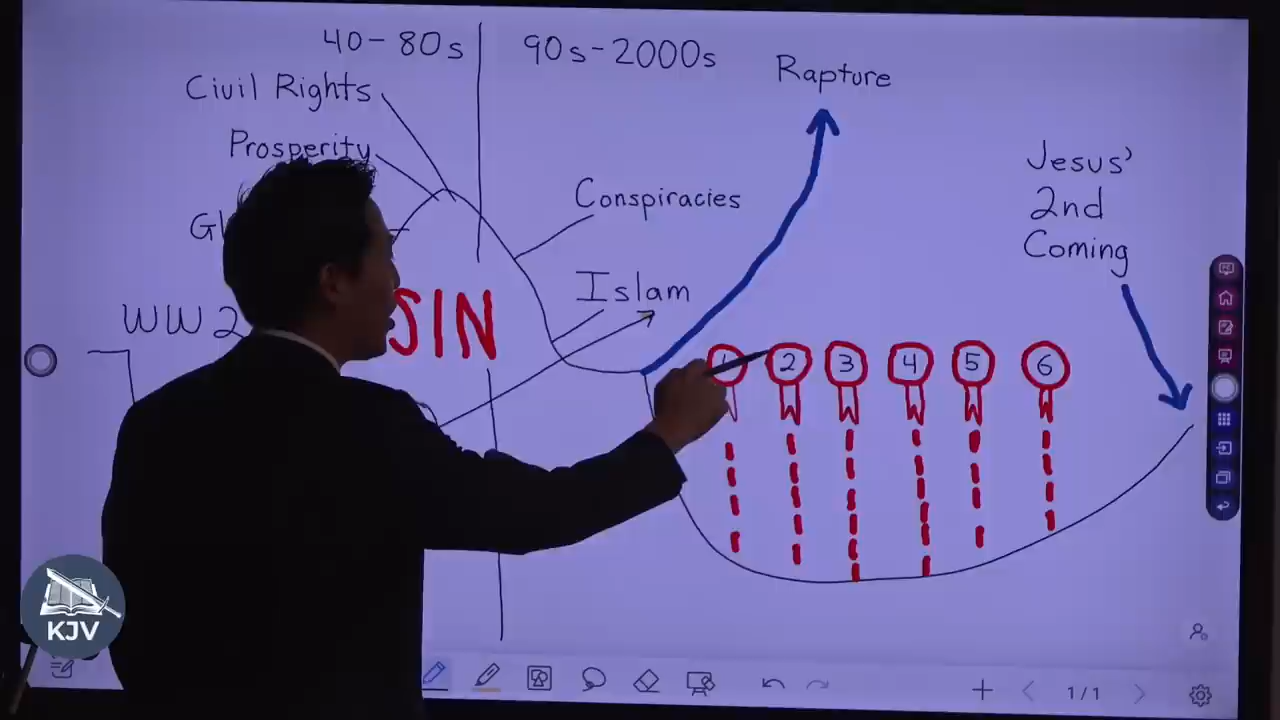 40-80s
90s-2000s
Rapture
Civil Rights
Prosperity
Conspiracies
Jesus'
2nd
Coming
Islam
WW2
SIN
1
2
3
4
5
6
KJV
1/1